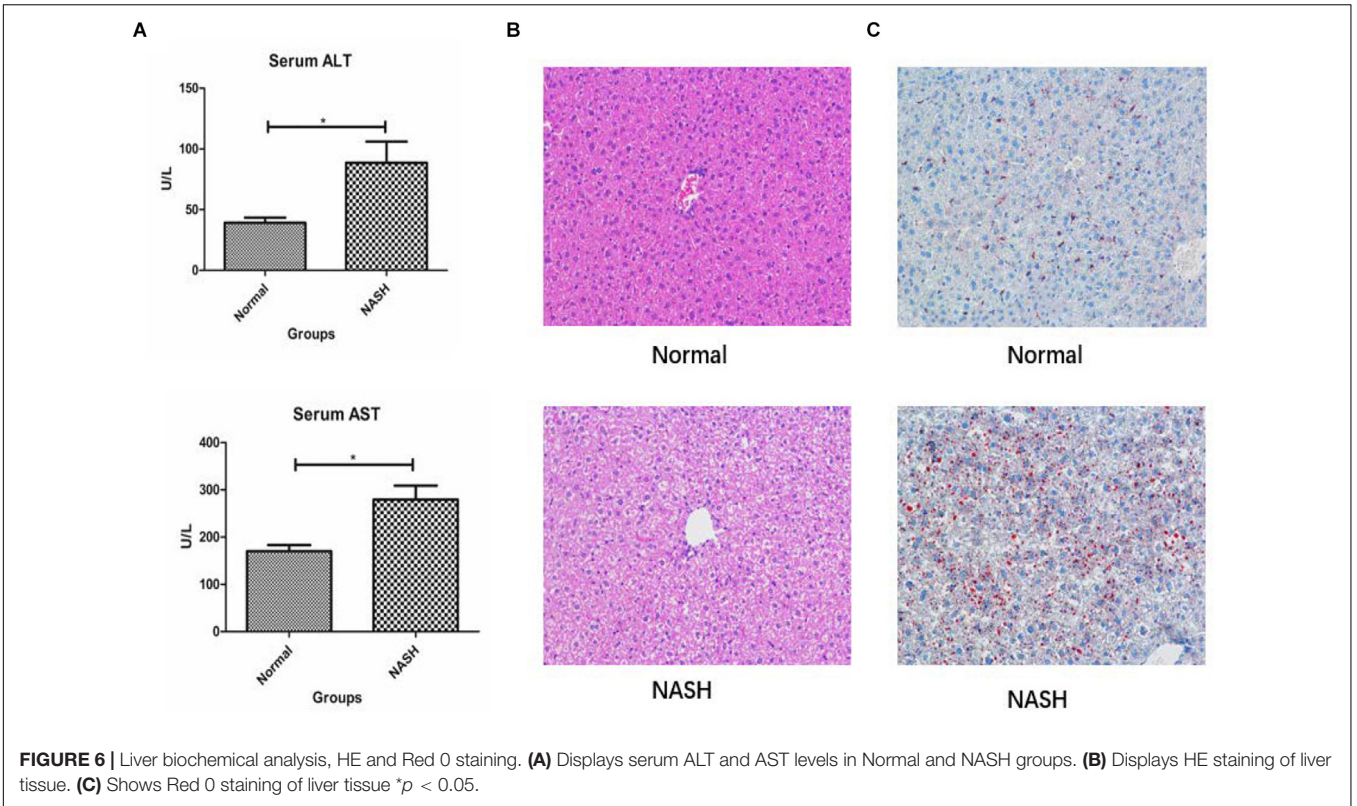 A
B
C
Serum ALT
150
100
50
0
U/L
*
Normal
NASH
Groups
Normal
Normal
Serum AST
400
300
200
100
0
U/L
*
Normal
NASH
Groups
NASH
NASH
FIGURE 6 | Liver biochemical analysis, HE and Red 0 staining. (A) Displays serum ALT and AST levels in Normal and NASH groups. (B) Displays HE staining of liver
tissue. (C) Shows Red 0 staining of liver tissue *p < 0.05.